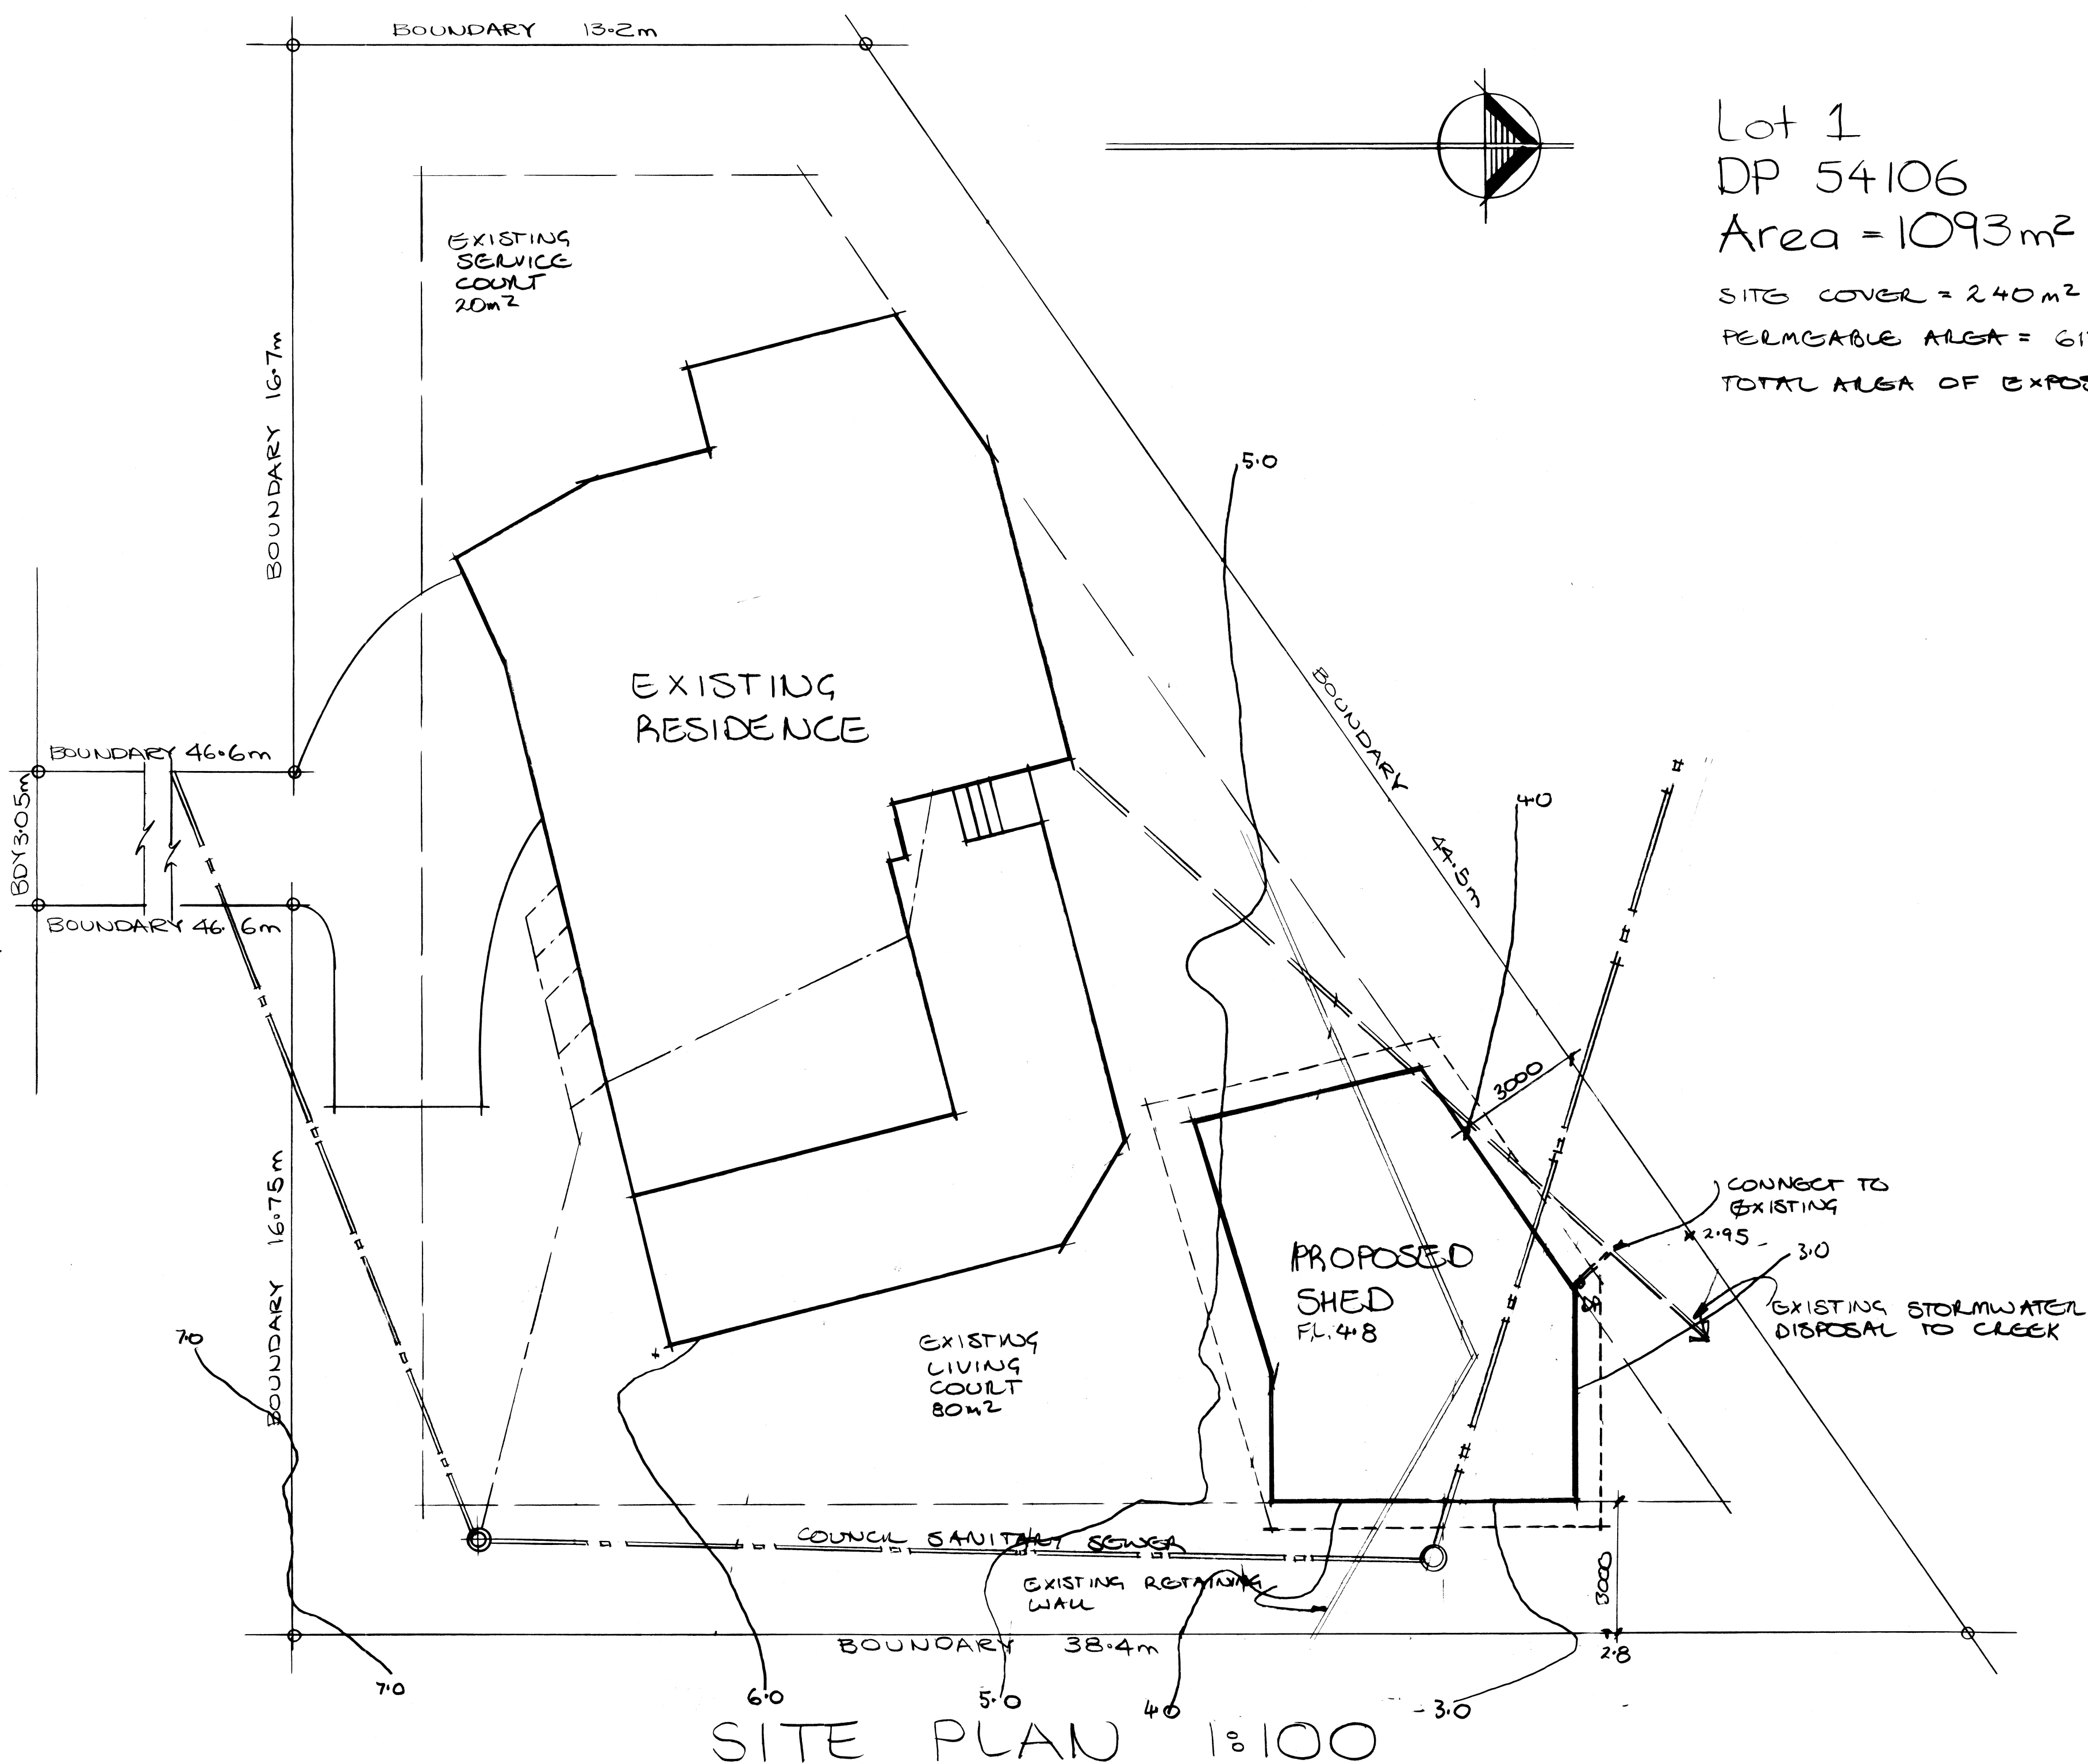 BOUNDARY 13.2m
Lot 1
DP 54106
Area = 1093m²
SITE COVER = 240m²
PERMEABLE AREA =
TOTAL AREA OF
EXISTING
SERVICE
COURT
20m²
BOUNDARY 16.7m
5.0
EXISTING
RESIDENCE
BOUNDARY
44.5m
4.0
BOUNDARY 46.6m
BDY 3.05m
BOUNDARY 46.6m
3000
CONNECT TO
EXISTING
2.95
3.0
EXISTING STORMWATER
DISPOSAL TO CREEK
PROPOSED
SHED
FL. 4.8
BOUNDARY 16.75m
7.0
EXISTING
LIVING
COURT
80m²
COUNCIL SANITARY SEWER
EXISTING RETAINING
WALL
3000
BOUNDARY 38.4m
2.8
7.0
6.0
5.0
4.0
3.0
SITE PLAN 1:100